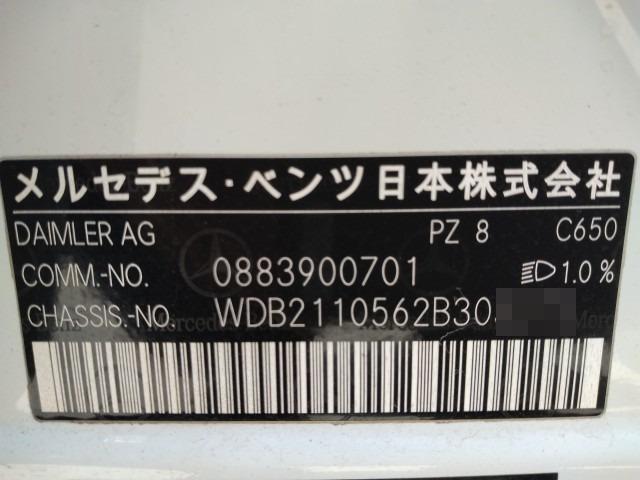 メルセデス・ベンツ日本株式会社
DAIMLER AG PZ 8 C650
COMM.-NO. 0883900701 1.0%
CHASSIS.-NO. WDB2110562B30